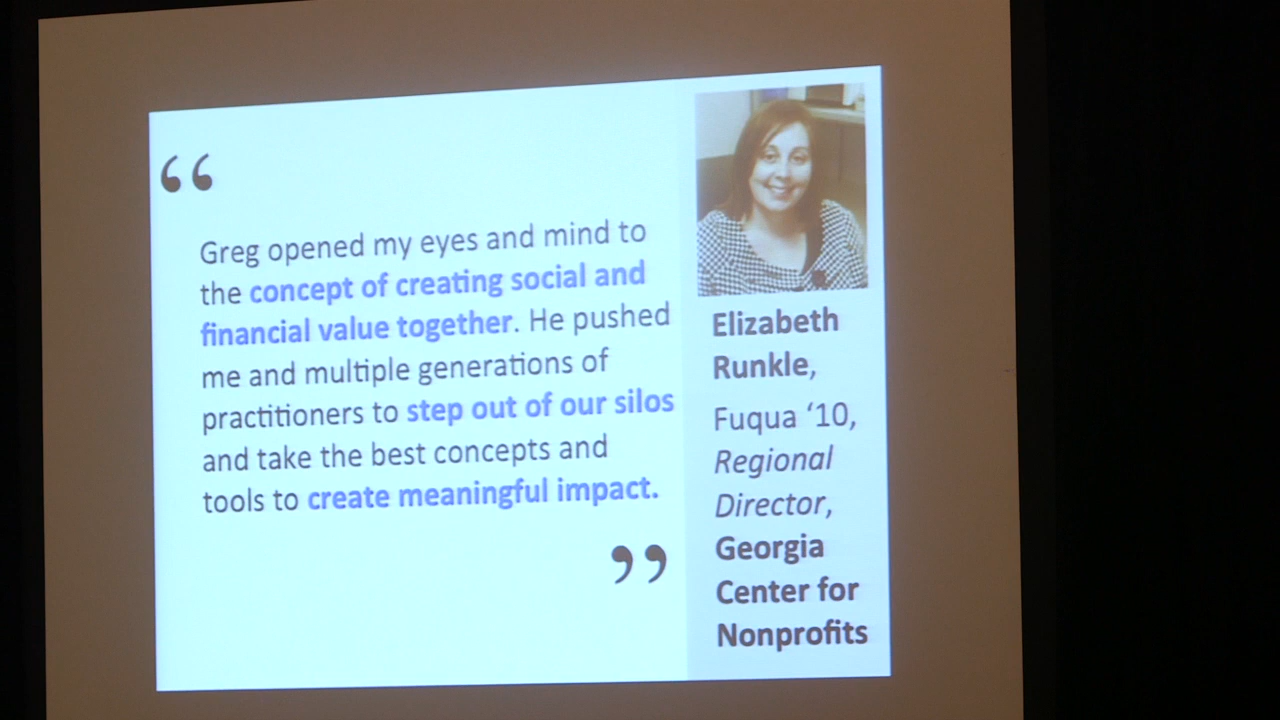 “
Greg opened my eyes and mind to
the concept of creating social and
financial value together. He pushed
me and multiple generations of
practitioners to step out of our silos
and take the best concepts and
tools to create meaningful impact.
”
Elizabeth
Runkle,
Fuqua ‘10,
Regional
Director,
Georgia
Center for
Nonprofits